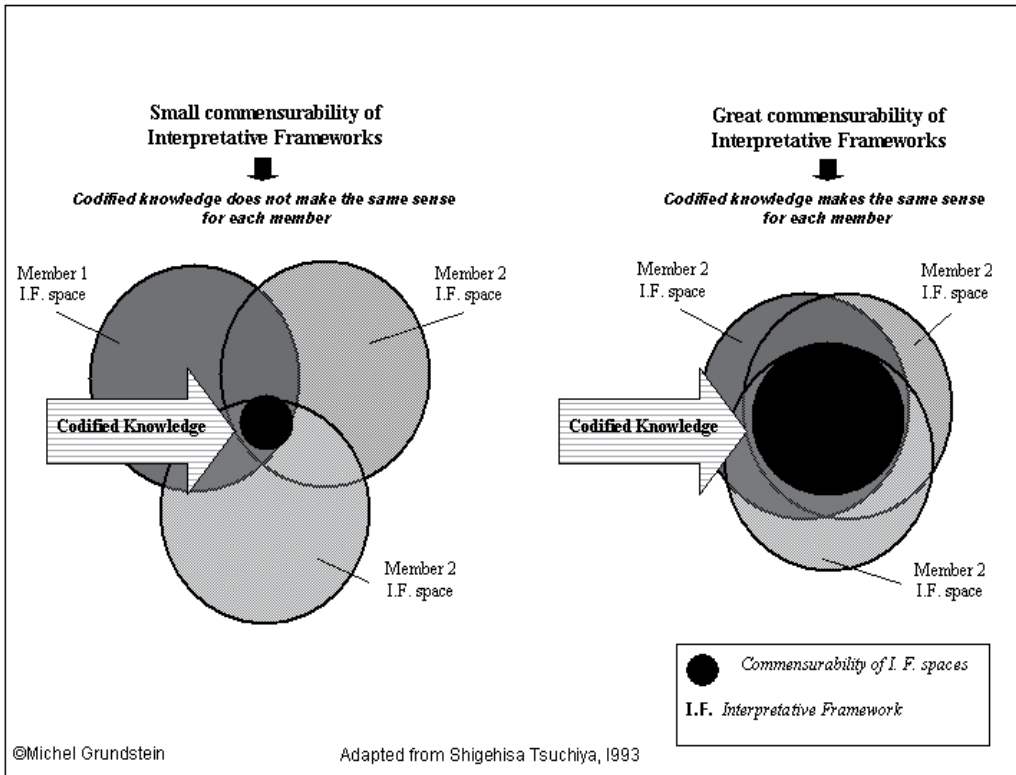 Small commensurability of
Interpretative Frameworks
Codified knowledge does not make the same sense
for each member
Member 1
I.F. space
Member 2
I.F. space
Codified Knowledge
Member 2
I.F. space
Great commensurability of
Interpretative Frameworks
Codified knowledge makes the same sense
for each member
Member 2
I.F. space
Member 2
I.F. space
Codified Knowledge
Member 2
I.F. space
Commensurability of I. F. spaces
I.F. Interpretative Framework
©Michel Grundstein
Adapted from Shigehisa Tsuchiya, l993